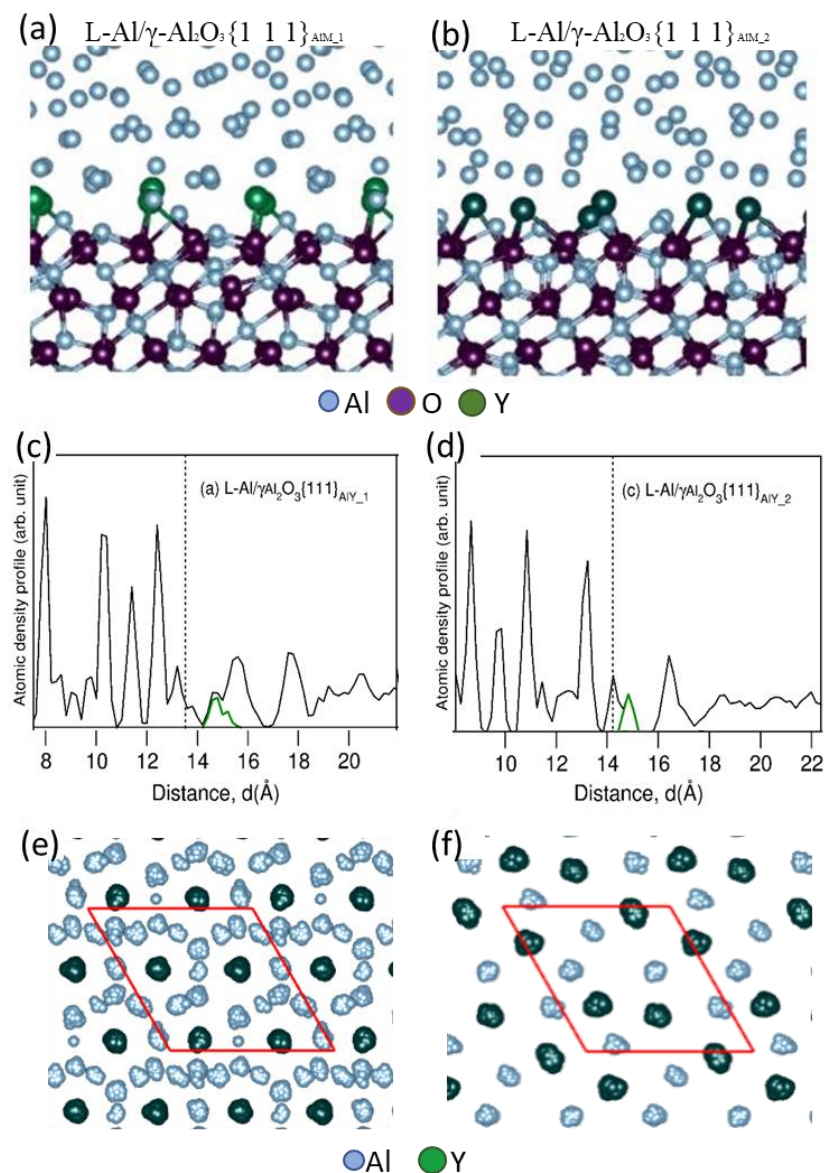 (a) L-Al/γ-Al₂O₃{1 1 1}AlM_1
(b) L-Al/γ-Al₂O₃{1 1 1}AlM_2
Al O Y
(c)
Atomic density profile (arb. unit)
(a) L-Al/γAl₂O₃{111}AlY_1
8 10 12 14 16 18 20
Distance, d(Å)
(d)
Atomic density profile (arb. unit)
(c) L-Al/γAl₂O₃{111}AlY_2
10 12 14 16 18 20 22
Distance, d(Å)
(e)
(f)
Al Y